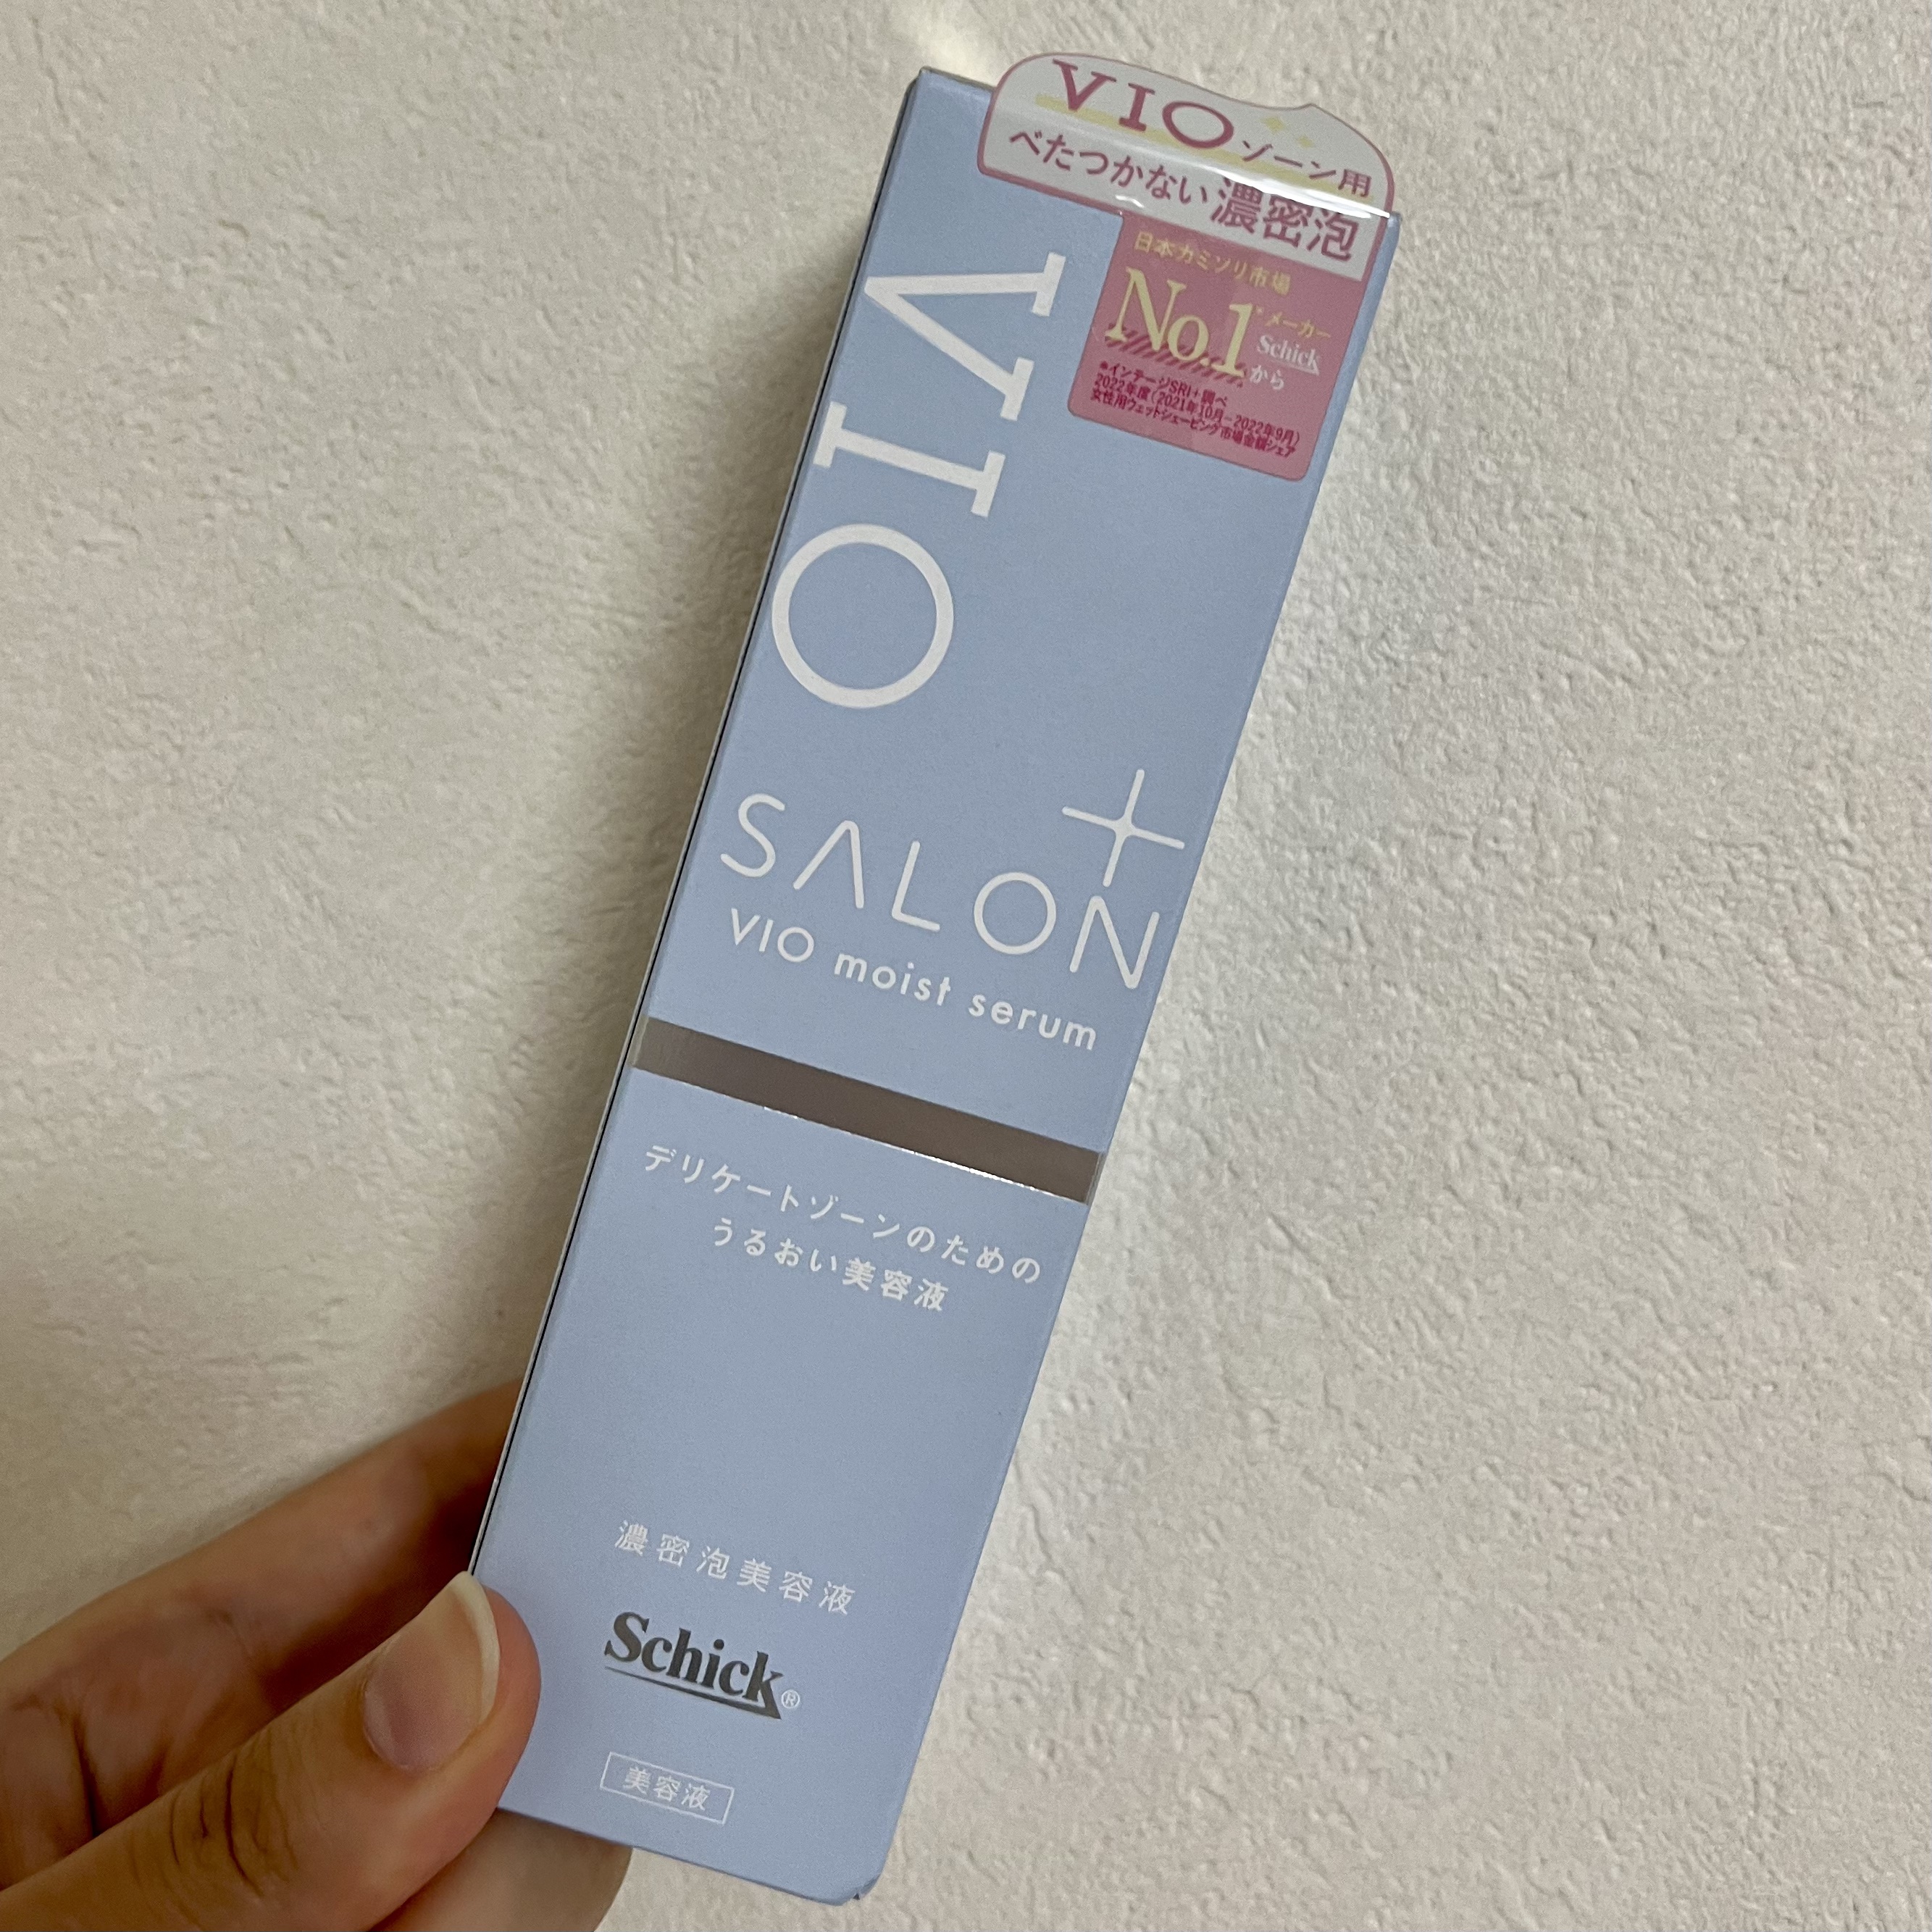 VIOゾーン用
べたつかない濃密泡
日本カミソリ市場
No.1*メーカー
Schick
から
*インテージSRI+調べ
2022年度(2021年10月-2022年9月)
女性用ウェットシェービング市場金額シェア
VIO
SALON+
VIO moist serum
デリケートゾーンのための
うるおい美容液
濃密泡美容液
Schick®
美容液